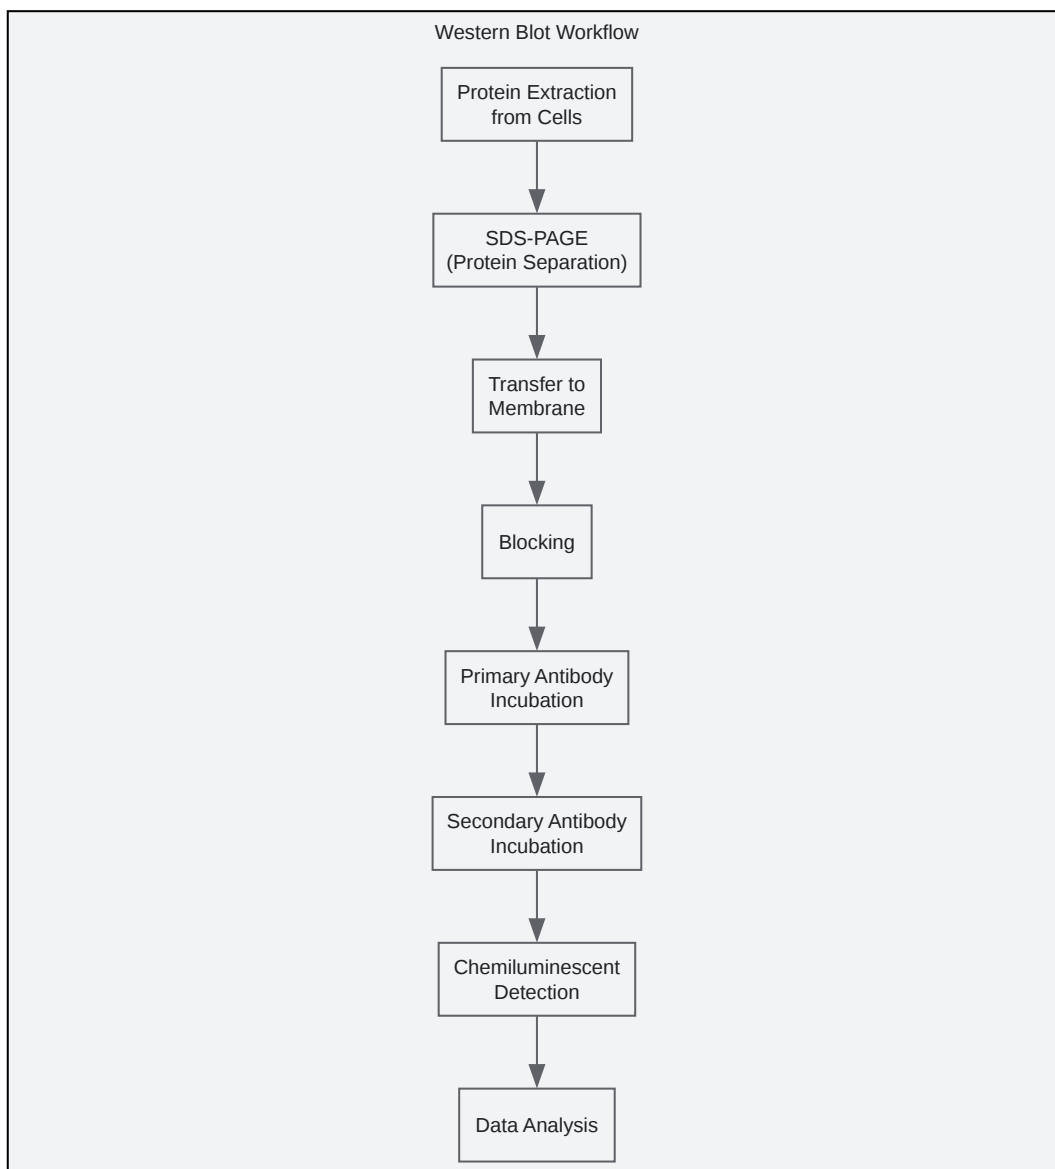 Western Blot Workflow
Protein Extraction
from Cells
SDS-PAGE
(Protein Separation)
Transfer to
Membrane
Blocking
Primary Antibody
Incubation
Secondary Antibody
Incubation
Chemiluminescent
Detection
Data Analysis